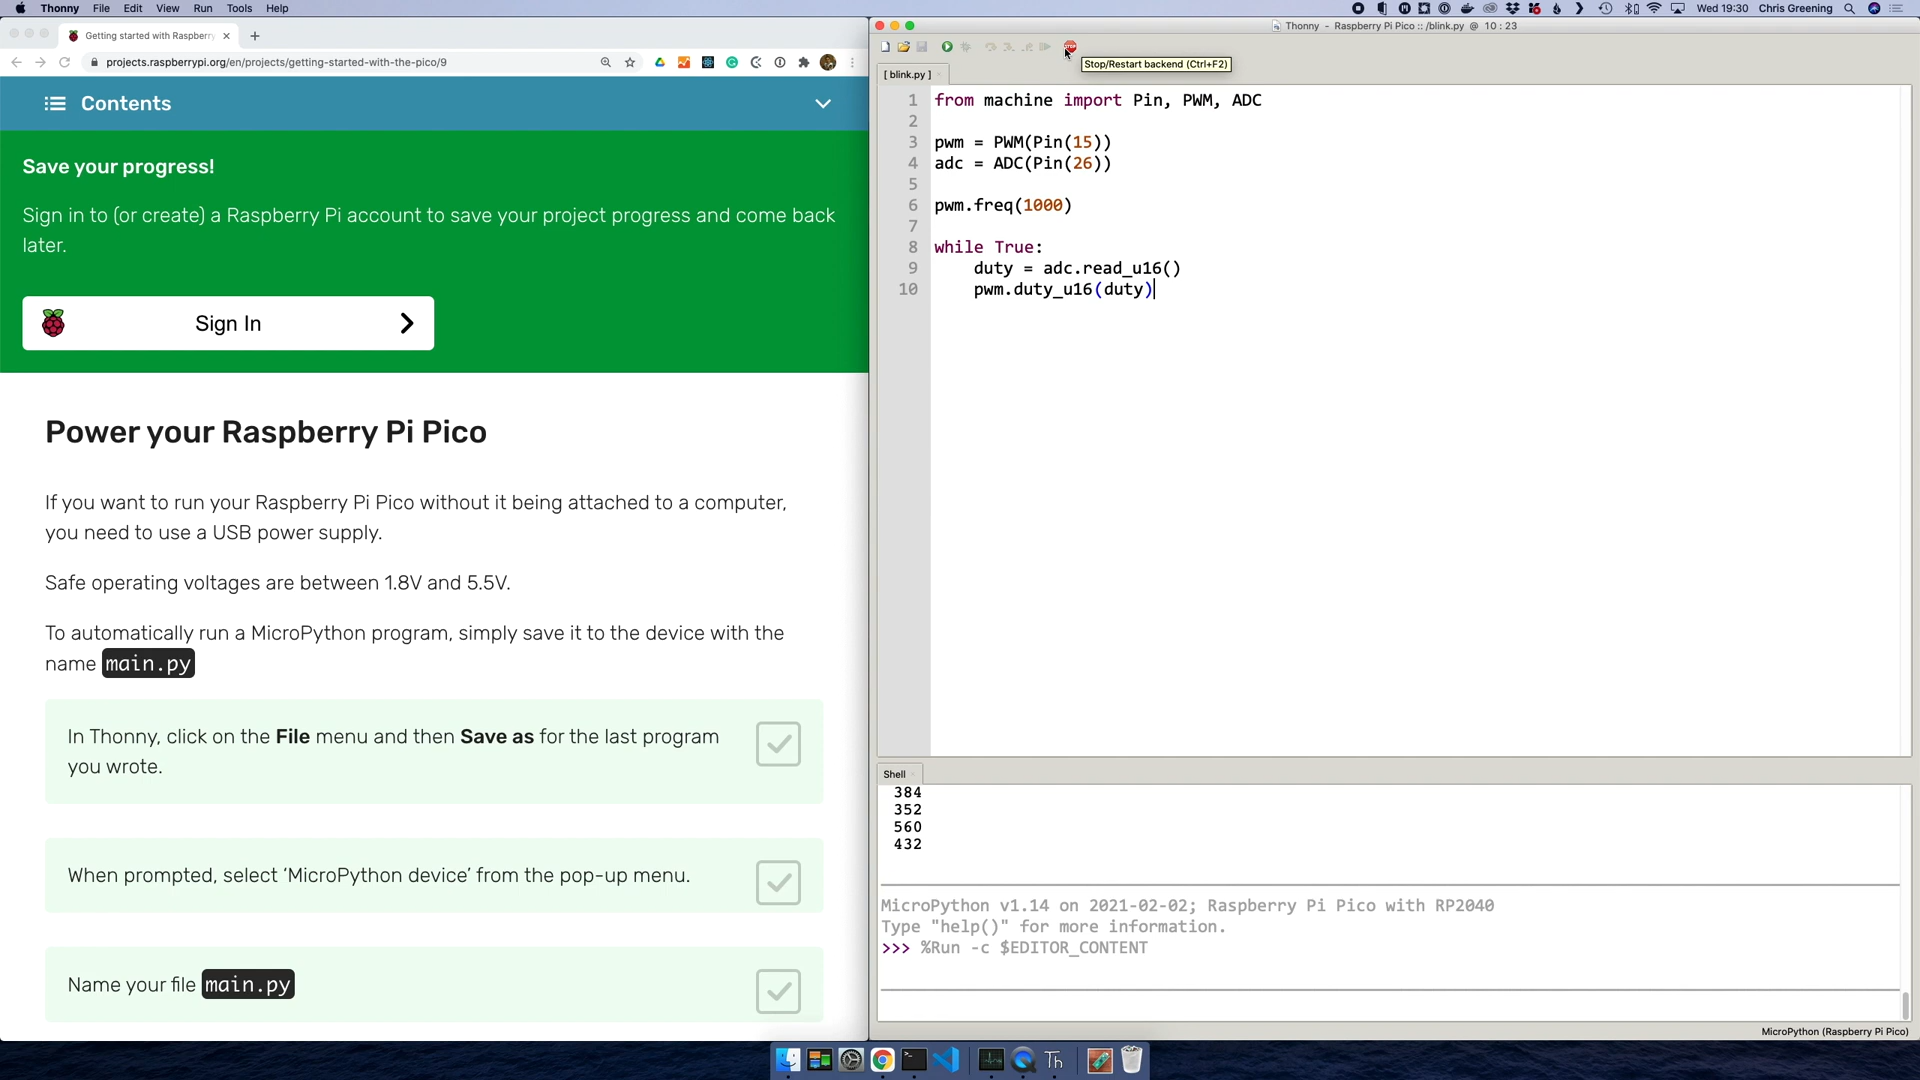 Thonny File Edit View Run Tools Help
Wed 19:30 Chris Greening
Getting started with Raspberry
projects.raspberrypi.org/en/projects/getting-started-with-the-pico/9
Contents
Save your progress!
Sign in to (or create) a Raspberry Pi account to save your project progress and come back
later.
Sign In
Power your Raspberry Pi Pico
If you want to run your Raspberry Pi Pico without it being attached to a computer,
you need to use a USB power supply.
Safe operating voltages are between 1.8V and 5.5V.
To automatically run a MicroPython program, simply save it to the device with the
name main.py
In Thonny, click on the File menu and then Save as for the last program
you wrote.
When prompted, select ‘MicroPython device’ from the pop-up menu.
Name your file main.py
Thonny - Raspberry Pi Pico :: /blink.py @ 10 : 23
STOP
Stop/Restart backend (Ctrl+F2)
[ blink.py ]
1 from machine import Pin, PWM, ADC
2
3 pwm = PWM(Pin(15))
4 adc = ADC(Pin(26))
5
6 pwm.freq(1000)
7
8 while True:
9 duty = adc.read_u16()
10 pwm.duty_u16(duty)
Shell
384
352
560
432
MicroPython v1.14 on 2021-02-02; Raspberry Pi Pico with RP2040
Type "help()" for more information.
>>> %Run -c $EDITOR_CONTENT
MicroPython (Raspberry Pi Pico)
Th